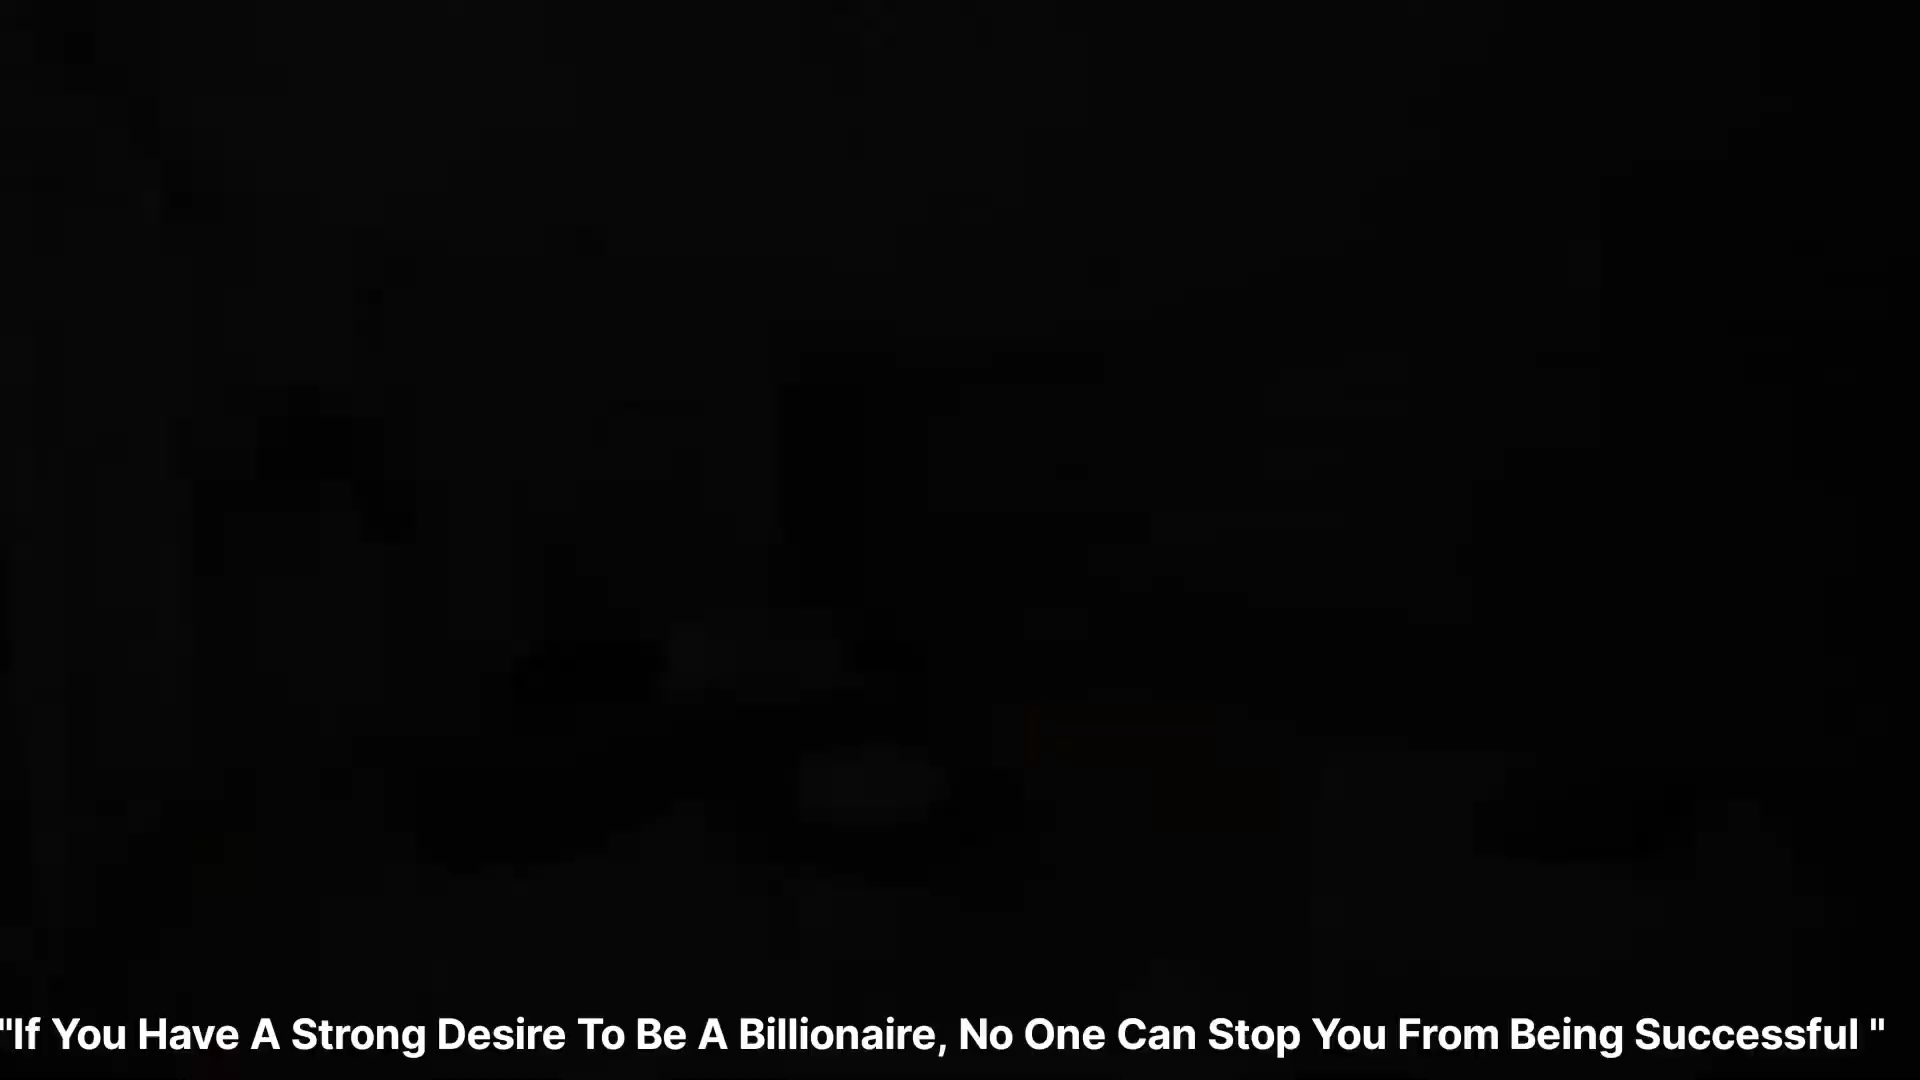 "If You Have A Strong Desire To Be A Billionaire, No One Can Stop You From Being Successful "